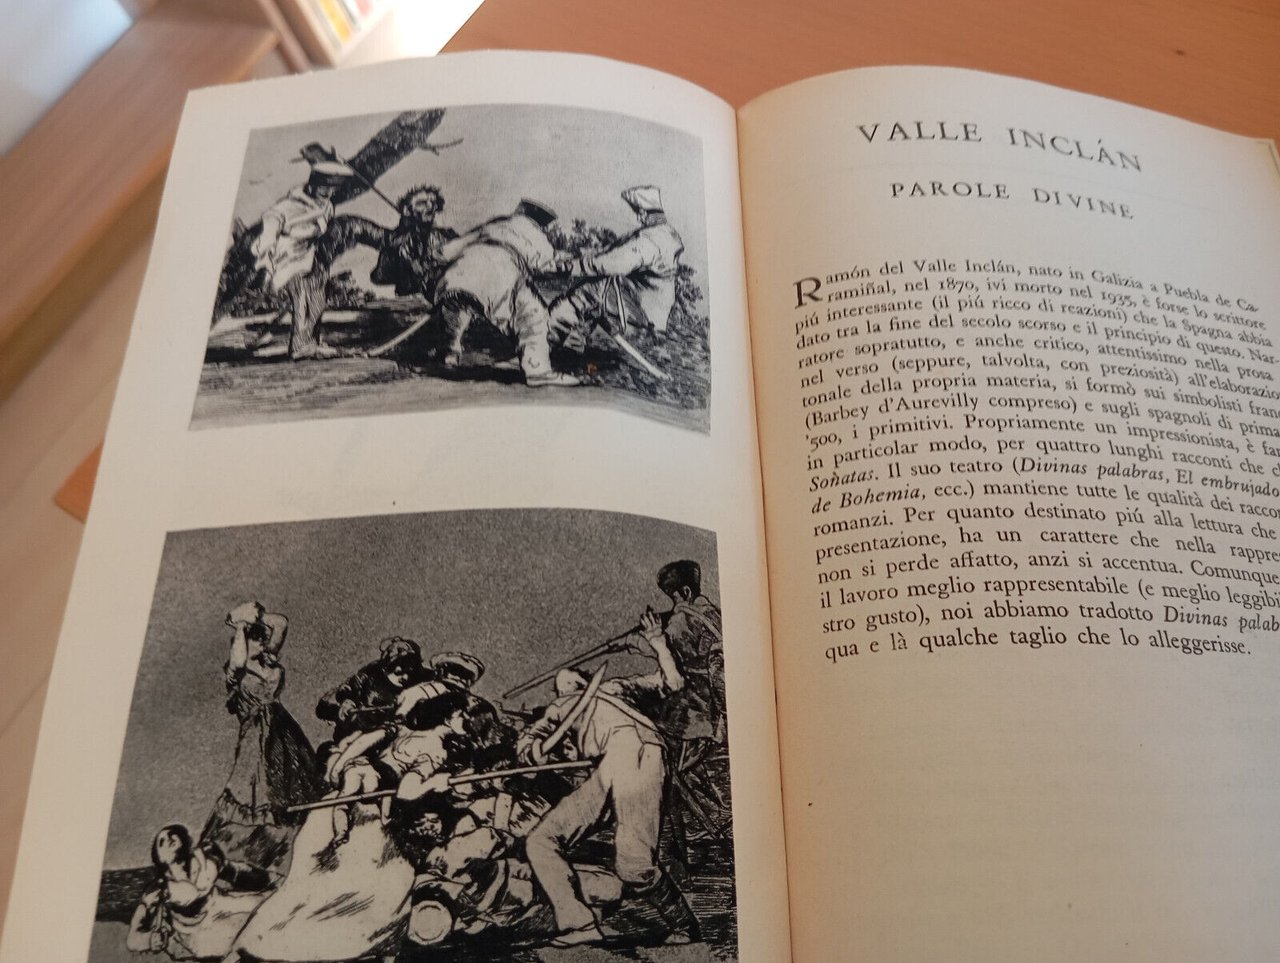 VALLE INCLÁN
PAROLE DIVINE
Ramón del Valle Inclán, nato in Galizia a Puebla de Ca-
ramiñal, nel 1870, ivi morto nel 1935, è forse lo scrittore
piú interessante (il piú ricco di reazioni) che la Spagna abbia
dato tra la fine del secolo scorso e il principio di questo. Nar
ratore sopratutto, e anche critico, attentissimo nella prosa
nel verso (seppure, talvolta, con preziosità) all'elaborazio
tonale della propria materia, si formò sui simbolisti fran
(Barbey d'Aurevilly compreso) e sugli spagnoli di prima
'500, i primitivi. Propriamente un impressionista, è fa
in particolar modo, per quattro lunghi racconti che
Soñatas. Il suo teatro (Divinas palabras, El embrujado
de Bohemia, ecc.) mantiene tutte le qualità dei raccon
romanzi. Per quanto destinato piú alla lettura che
presentazione, ha un carattere che nella rappre
non si perde affatto, anzi si accentua. Comunque
il lavoro meglio rappresentabile (e meglio leggibi
stro gusto), noi abbiamo tradotto Divinas palab
qua e là qualche taglio che lo alleggerisse.